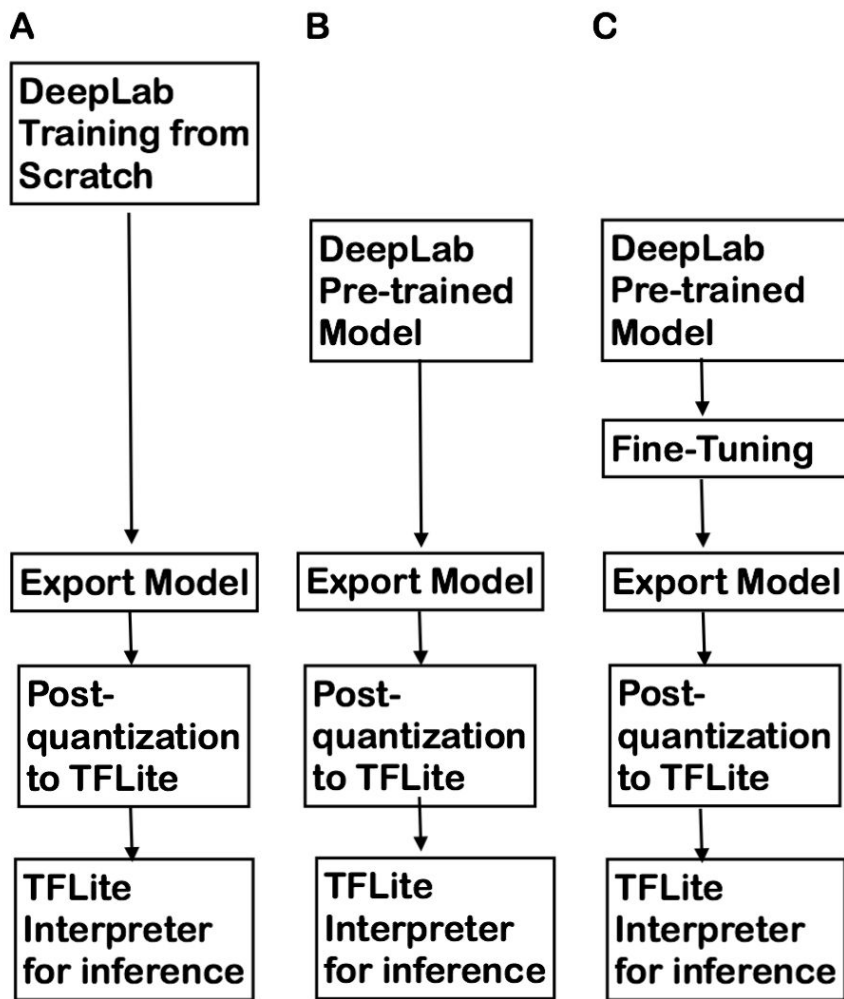 A
B
C
DeepLab
Training from
Scratch
Export Model
Post-
quantization
to TFLite
TFLite
Interpreter
for inference
DeepLab
Pre-trained
Model
Export Model
Post-
quantization
to TFLite
TFLite
Interpreter
for inference
DeepLab
Pre-trained
Model
Fine-Tuning
Export Model
Post-
quantization
to TFLite
TFLite
Interpreter
for inference